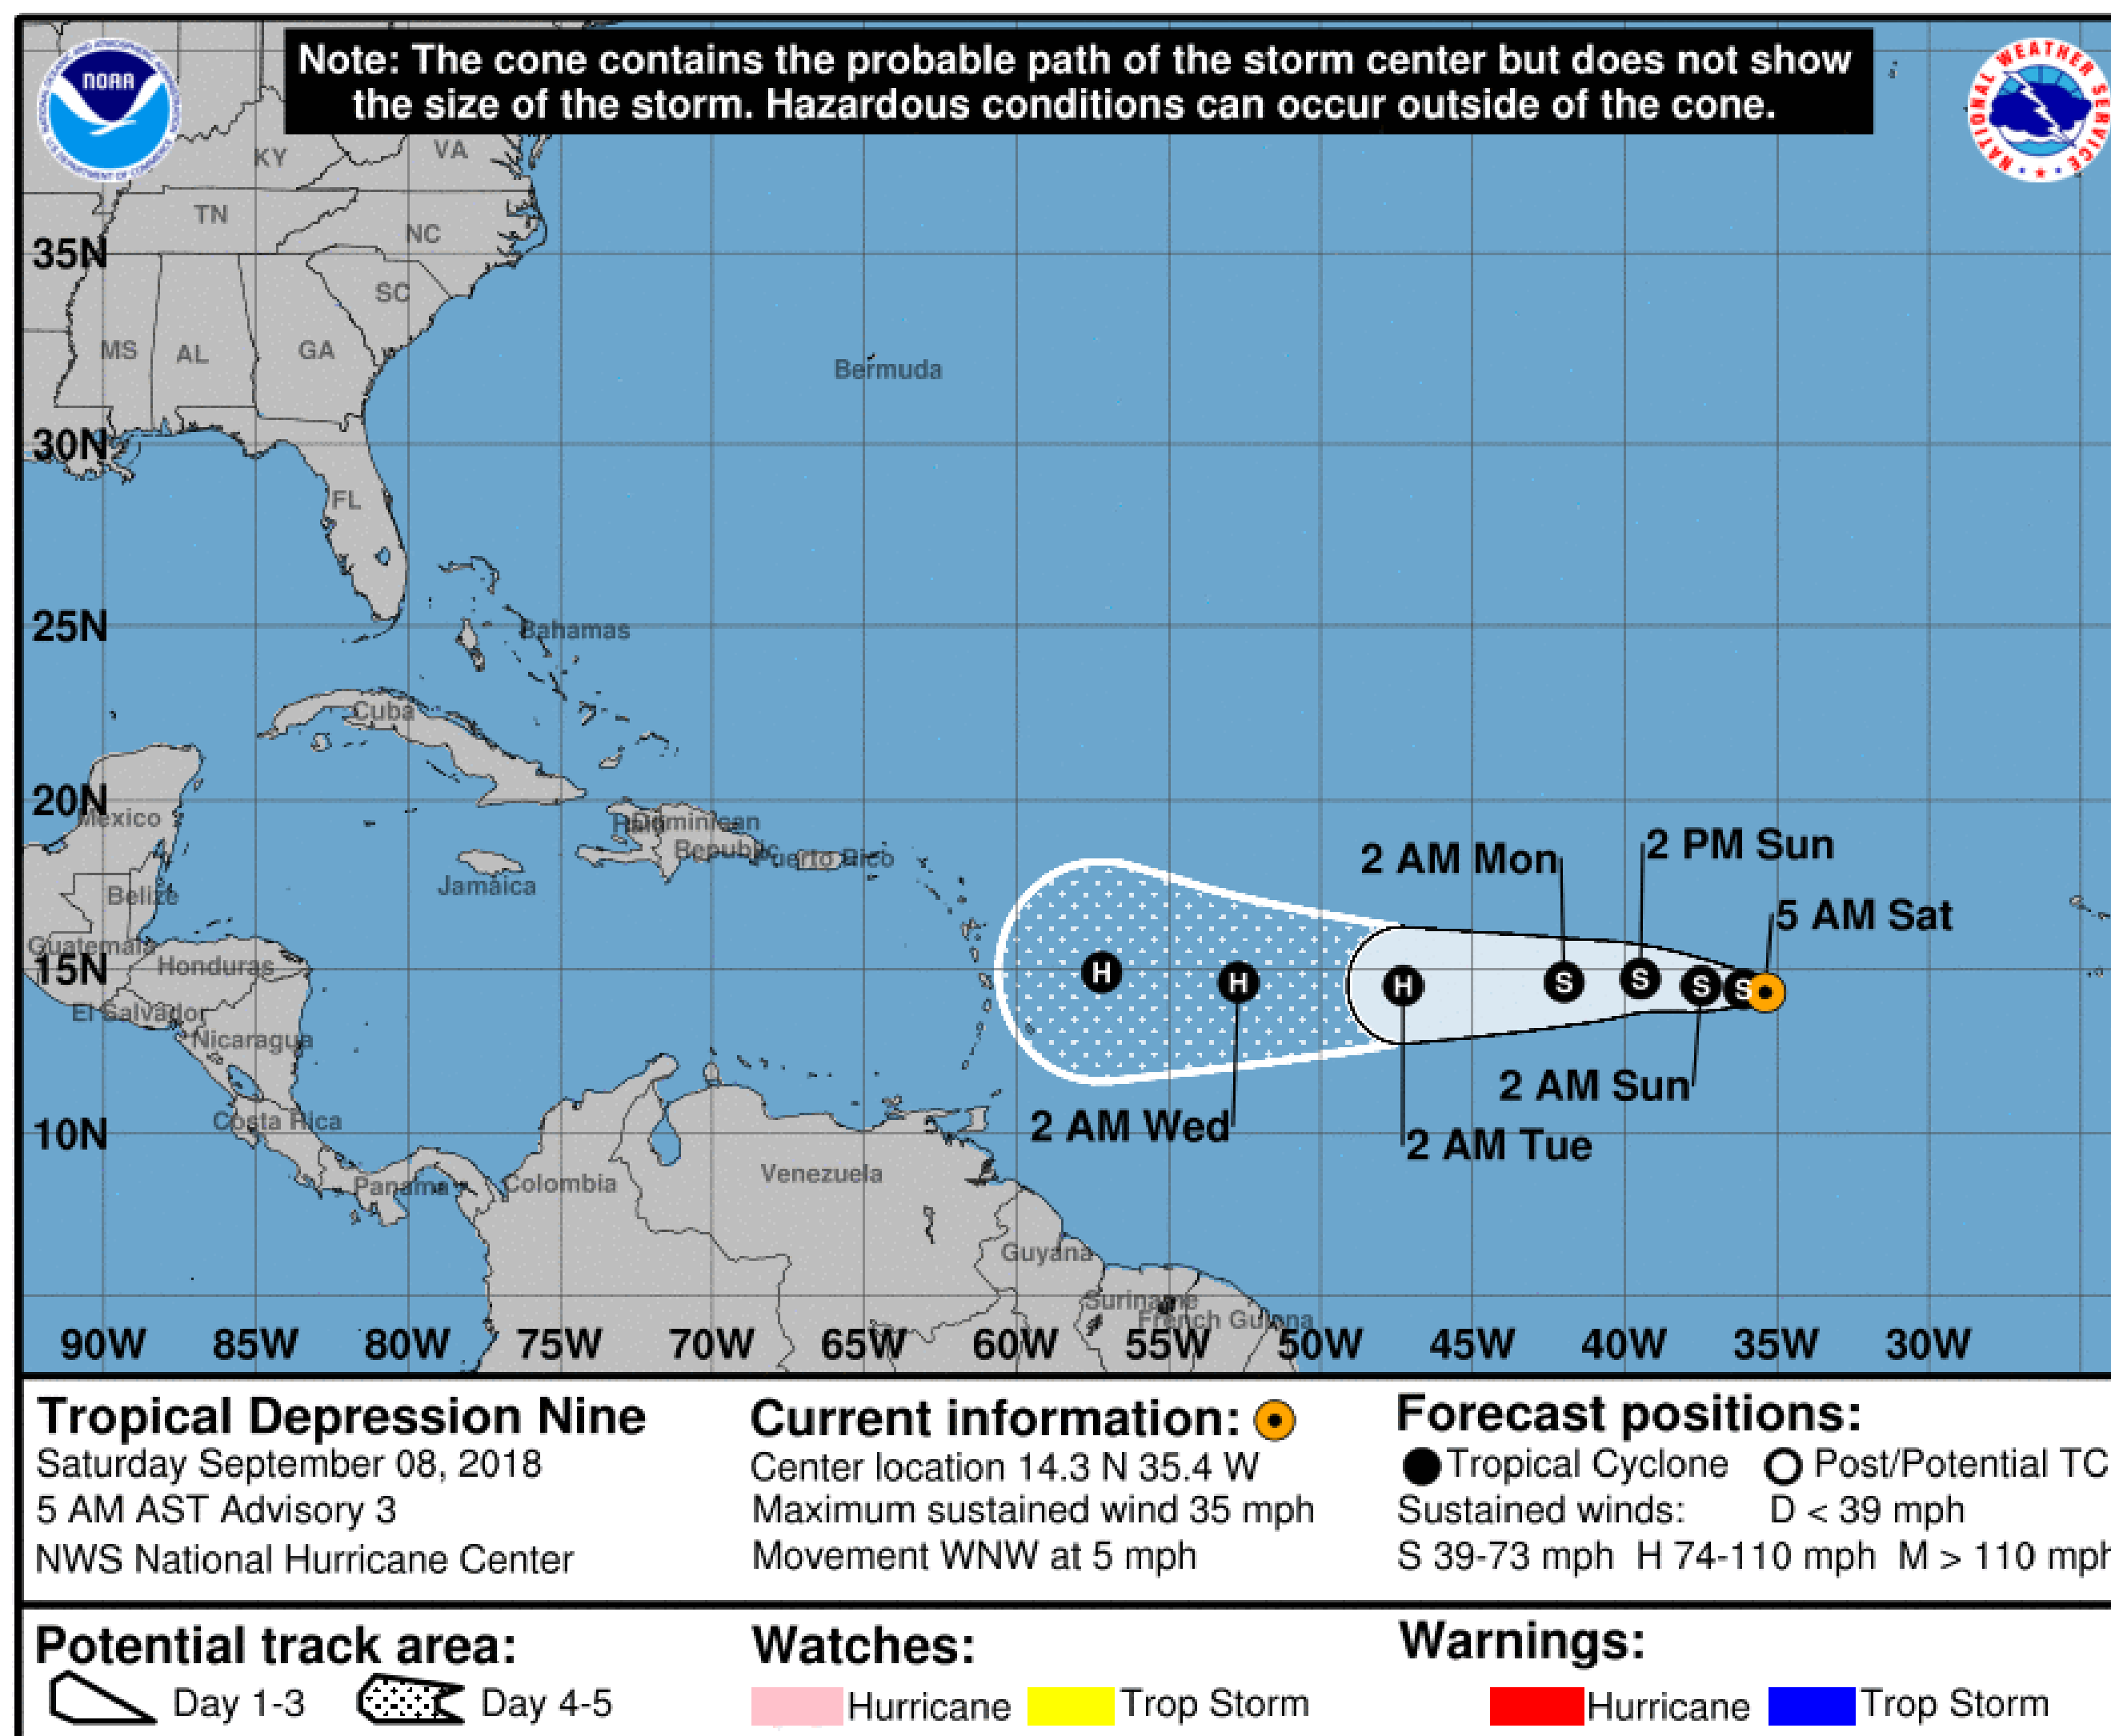 Note: The cone contains the probable path of the storm center but does not show
the size of the storm. Hazardous conditions can occur outside of the cone.
NOAA
NATIONAL WEATHER SERVICE
KY
VA
TN
NC
35N
SC
MS
AL
GA
Bermuda
30N
FL
25N
Bahamas
Cuba
20N
Mexico
Haiti
Dominican
Republic
Puerto Rico
Jamaica
Belize
2 AM Mon
2 PM Sun
5 AM Sat
Guatemala
15N
Honduras
H
H
H
S
S
S
S
El Salvador
Nicaragua
2 AM Sun
Costa Rica
10N
2 AM Wed
2 AM Tue
Panama
Colombia
Venezuela
Guyana
Suriname
French Guiana
90W 85W 80W 75W 70W 65W 60W 55W 50W 45W 40W 35W 30W
Tropical Depression Nine
Saturday September 08, 2018
5 AM AST Advisory 3
NWS National Hurricane Center
Current information:
Center location 14.3 N 35.4 W
Maximum sustained wind 35 mph
Movement WNW at 5 mph
Forecast positions:
Tropical Cyclone Post/Potential TC
Sustained winds: D < 39 mph
S 39-73 mph H 74-110 mph M > 110 mph
Potential track area:
Day 1-3 Day 4-5
Watches:
Hurricane Trop Storm
Warnings:
Hurricane Trop Storm